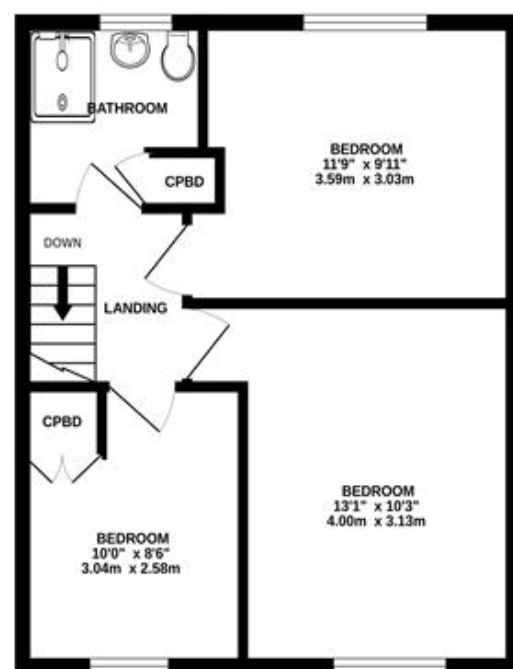 BATHROOM
BEDROOM
11'9" x 9'11"
3.59m x 3.03m
CPBD
DOWN
LANDING
CPBD
BEDROOM
13'1" x 10'3"
4.00m x 3.13m
BEDROOM
10'0" x 8'6"
3.04m x 2.58m